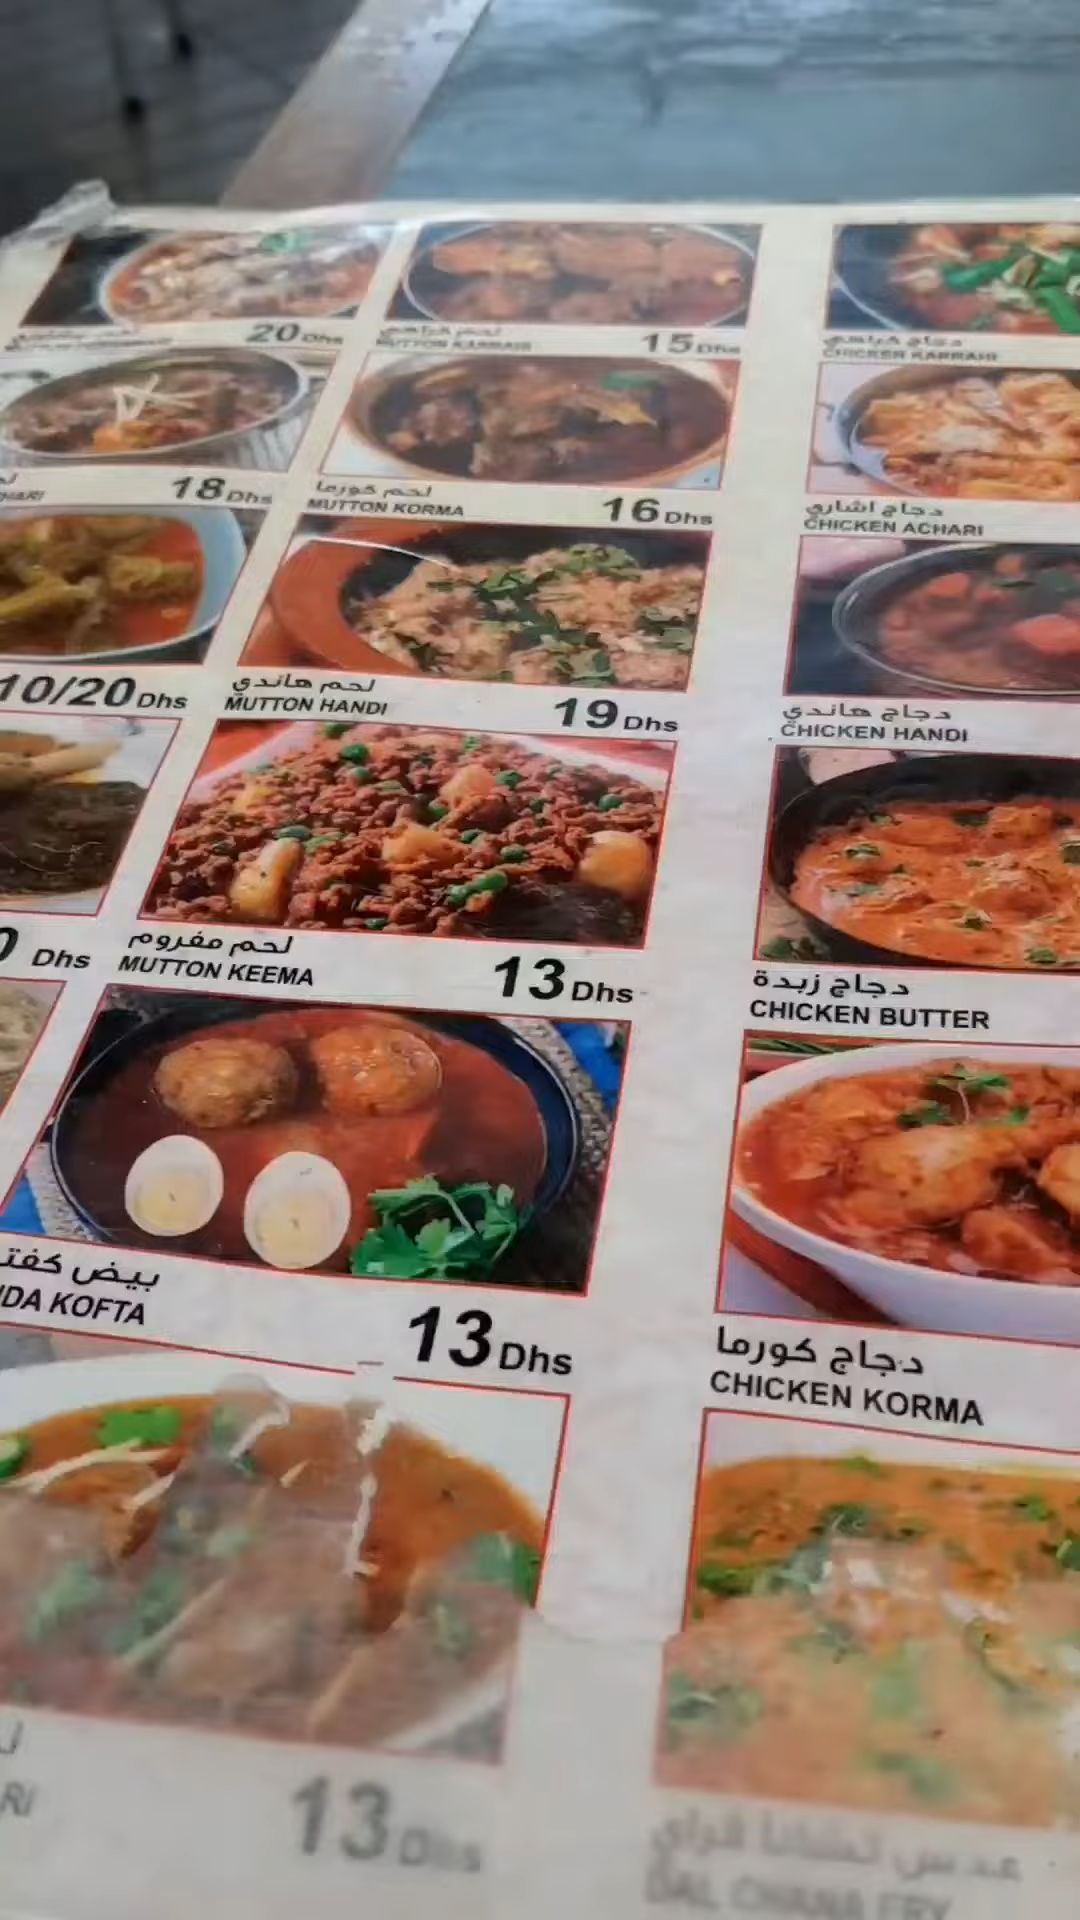 20 Dhs
لحم كراهي
MUTTON KARRAHI
15 Dhs
دجاج كراهي
CHICKEN KARRAHI
18 Dhs
لحم كورما
MUTTON KORMA
16 Dhs
دجاج اشاري
CHICKEN ACHARI
10/20 Dhs
لحم هاندي
MUTTON HANDI
19 Dhs
دجاج هاندي
CHICKEN HANDI
Dhs
لحم مفروم
MUTTON KEEMA
13 Dhs
دجاج زبدة
CHICKEN BUTTER
بيض كفت
DA KOFTA
13 Dhs
دجاج كورما
CHICKEN KORMA
13 Dhs
DAL CHANA FRY